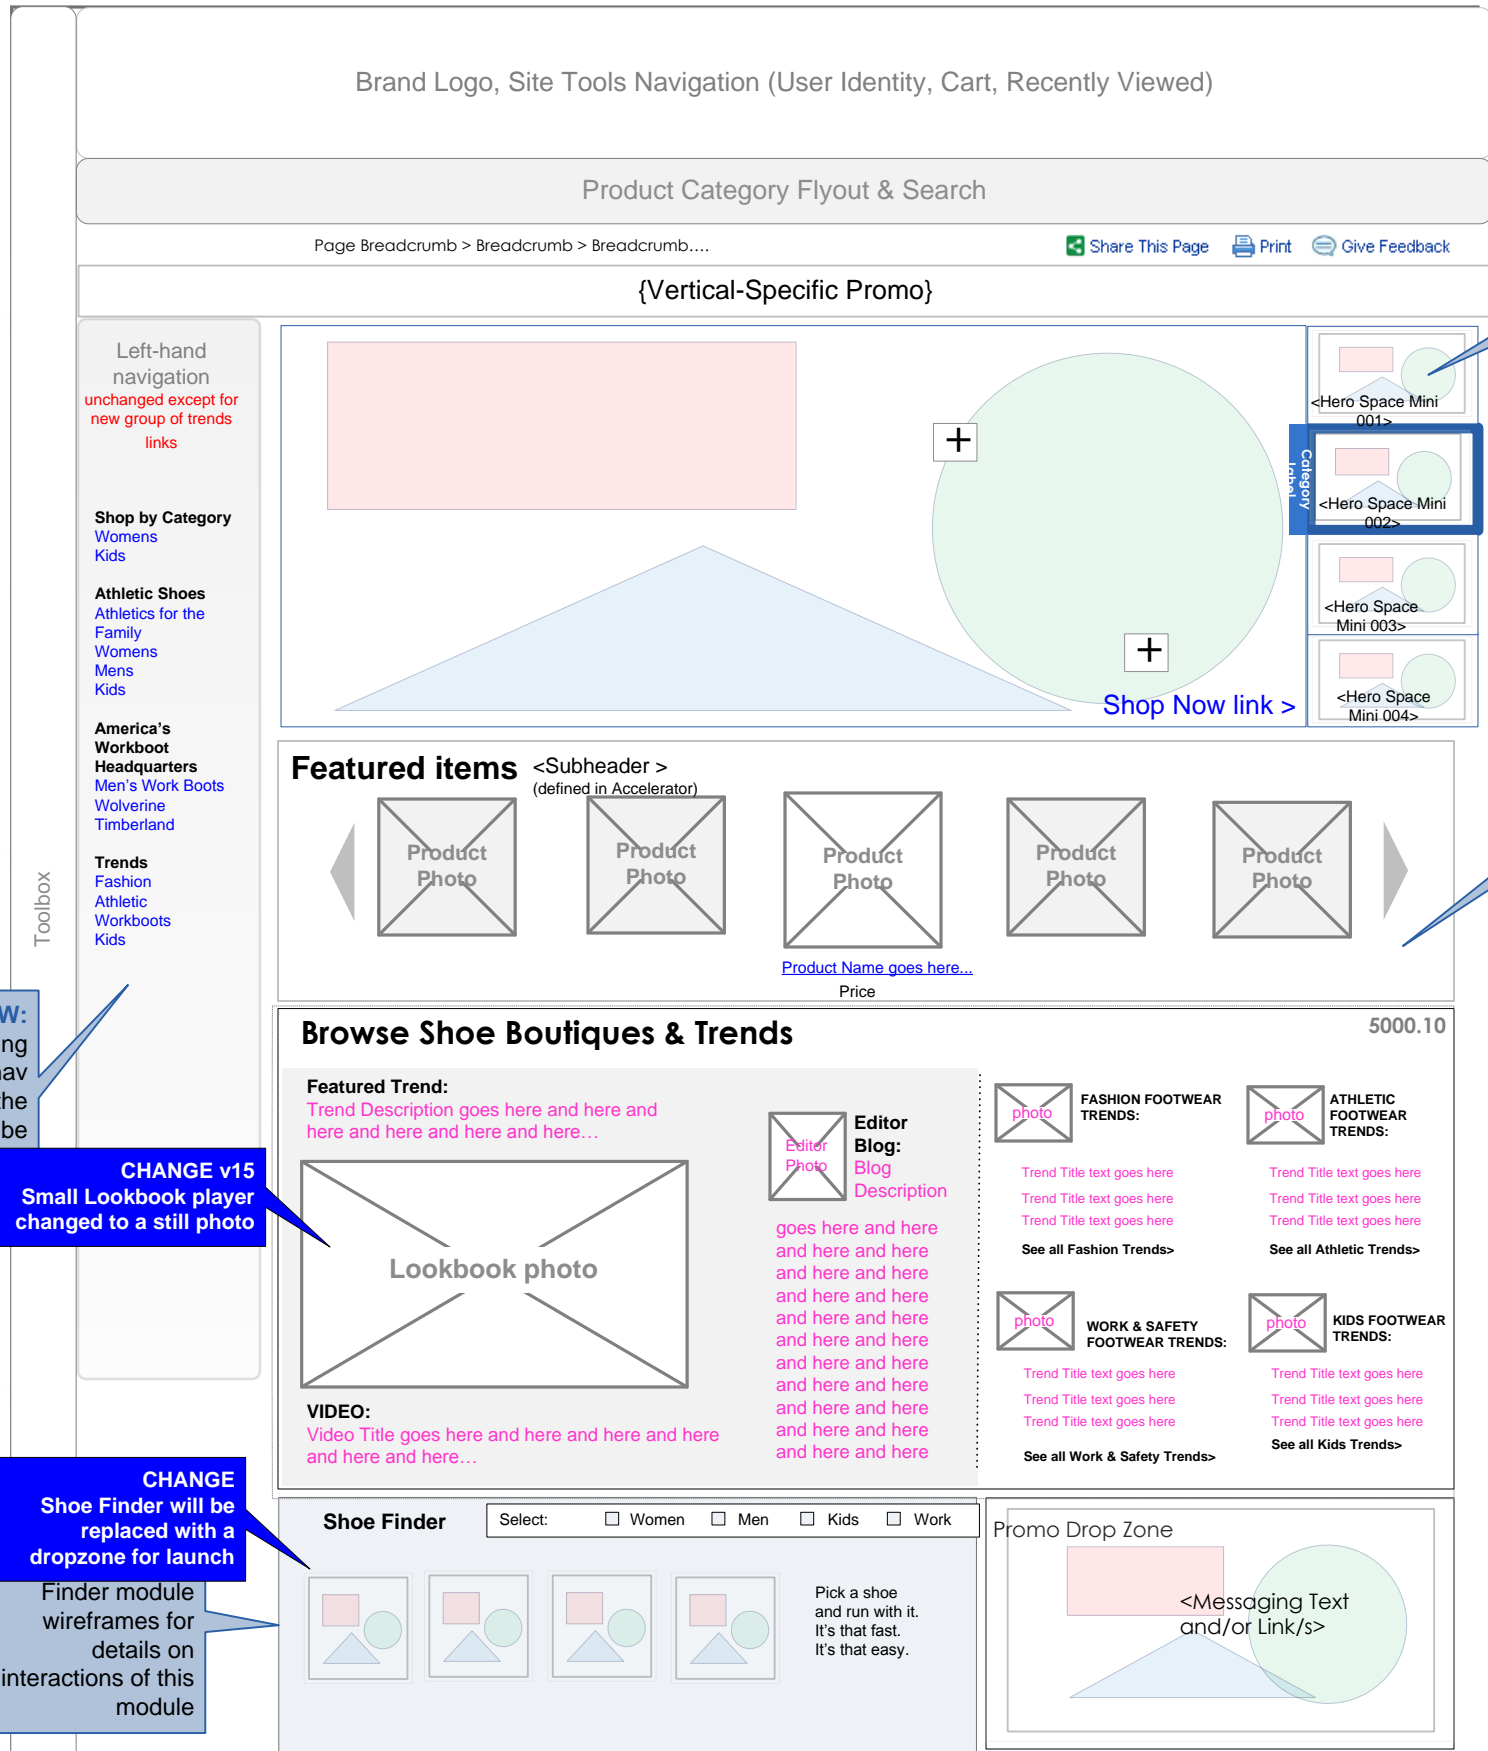 Brand Logo, Site Tools Navigation (User Identity, Cart, Recently Viewed)
Product Category Flyout & Search
Page Breadcrumb > Breadcrumb > Breadcrumb….
Share This Page
Print
Give Feedback
{Vertical-Specific Promo}
Toolbox
Left-hand
navigation
unchanged except for
new group of trends
links
Shop by Category
Womens
Kids
Athletic Shoes
Athletics for the
Family
Womens
Mens
Kids
America's
Workboot
Headquarters
Men's Work Boots
Wolverine
Timberland
Trends
Fashion
Athletic
Workboots
Kids
Shop Now link >
<Hero Space Mini
001>
Category
label
<Hero Space Mini
002>
<Hero Space
Mini 003>
<Hero Space
Mini 004>
Featured items
<Subheader >
(defined in Accelerator)
Product
Photo
Product
Photo
Product
Photo
Product
Photo
Product
Photo
Product Name goes here...
Price
W:
ing
nav
the
be
CHANGE v15
Small Lookbook player
changed to a still photo
Browse Shoe Boutiques & Trends
5000.10
Featured Trend:
Trend Description goes here and here and
here and here and here and here…
Lookbook photo
VIDEO:
Video Title goes here and here and here and here
and here and here…
Editor
Photo
Editor
Blog:
Blog
Description
goes here and here
and here and here
and here and here
and here and here
and here and here
and here and here
and here and here
and here and here
and here and here
and here and here
and here and here
photo
FASHION FOOTWEAR
TRENDS:
Trend Title text goes here
Trend Title text goes here
Trend Title text goes here
See all Fashion Trends>
photo
ATHLETIC
FOOTWEAR
TRENDS:
Trend Title text goes here
Trend Title text goes here
Trend Title text goes here
See all Athletic Trends>
photo
WORK & SAFETY
FOOTWEAR TRENDS:
Trend Title text goes here
Trend Title text goes here
Trend Title text goes here
See all Work & Safety Trends>
photo
KIDS FOOTWEAR
TRENDS:
Trend Title text goes here
Trend Title text goes here
Trend Title text goes here
See all Kids Trends>
CHANGE
Shoe Finder will be
replaced with a
dropzone for launch
Finder module
wireframes for
details on
interactions of this
module
Shoe Finder
Select:
Women
Men
Kids
Work
Pick a shoe
and run with it.
It's that fast.
It's that easy.
Promo Drop Zone
<Messaging Text
and/or Link/s>